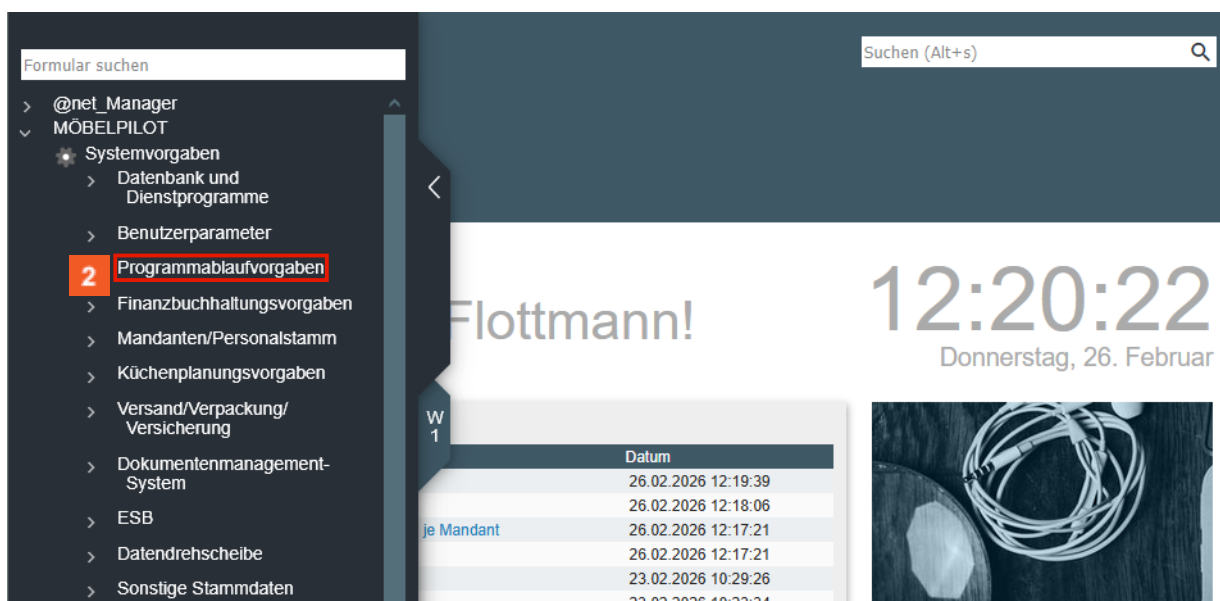 Formular suchen
Suchen (Alt+s)
@net_Manager
MÖBELPILOT
Systemvorgaben
Datenbank und
Dienstprogramme
Benutzerparameter
2
Programmablaufvorgaben
Finanzbuchhaltungsvorgaben
Mandanten/Personalstamm
Küchenplanungsvorgaben
Versand/Verpackung/
Versicherung
Dokumentenmanagement-
System
ESB
Datendrehscheibe
Sonstige Stammdaten
W
1
Flottmann!
12:20:22
Donnerstag, 26. Februar
Datum
26.02.2026 12:19:39
26.02.2026 12:18:06
je Mandant 26.02.2026 12:17:21
26.02.2026 12:17:21
23.02.2026 10:29:26